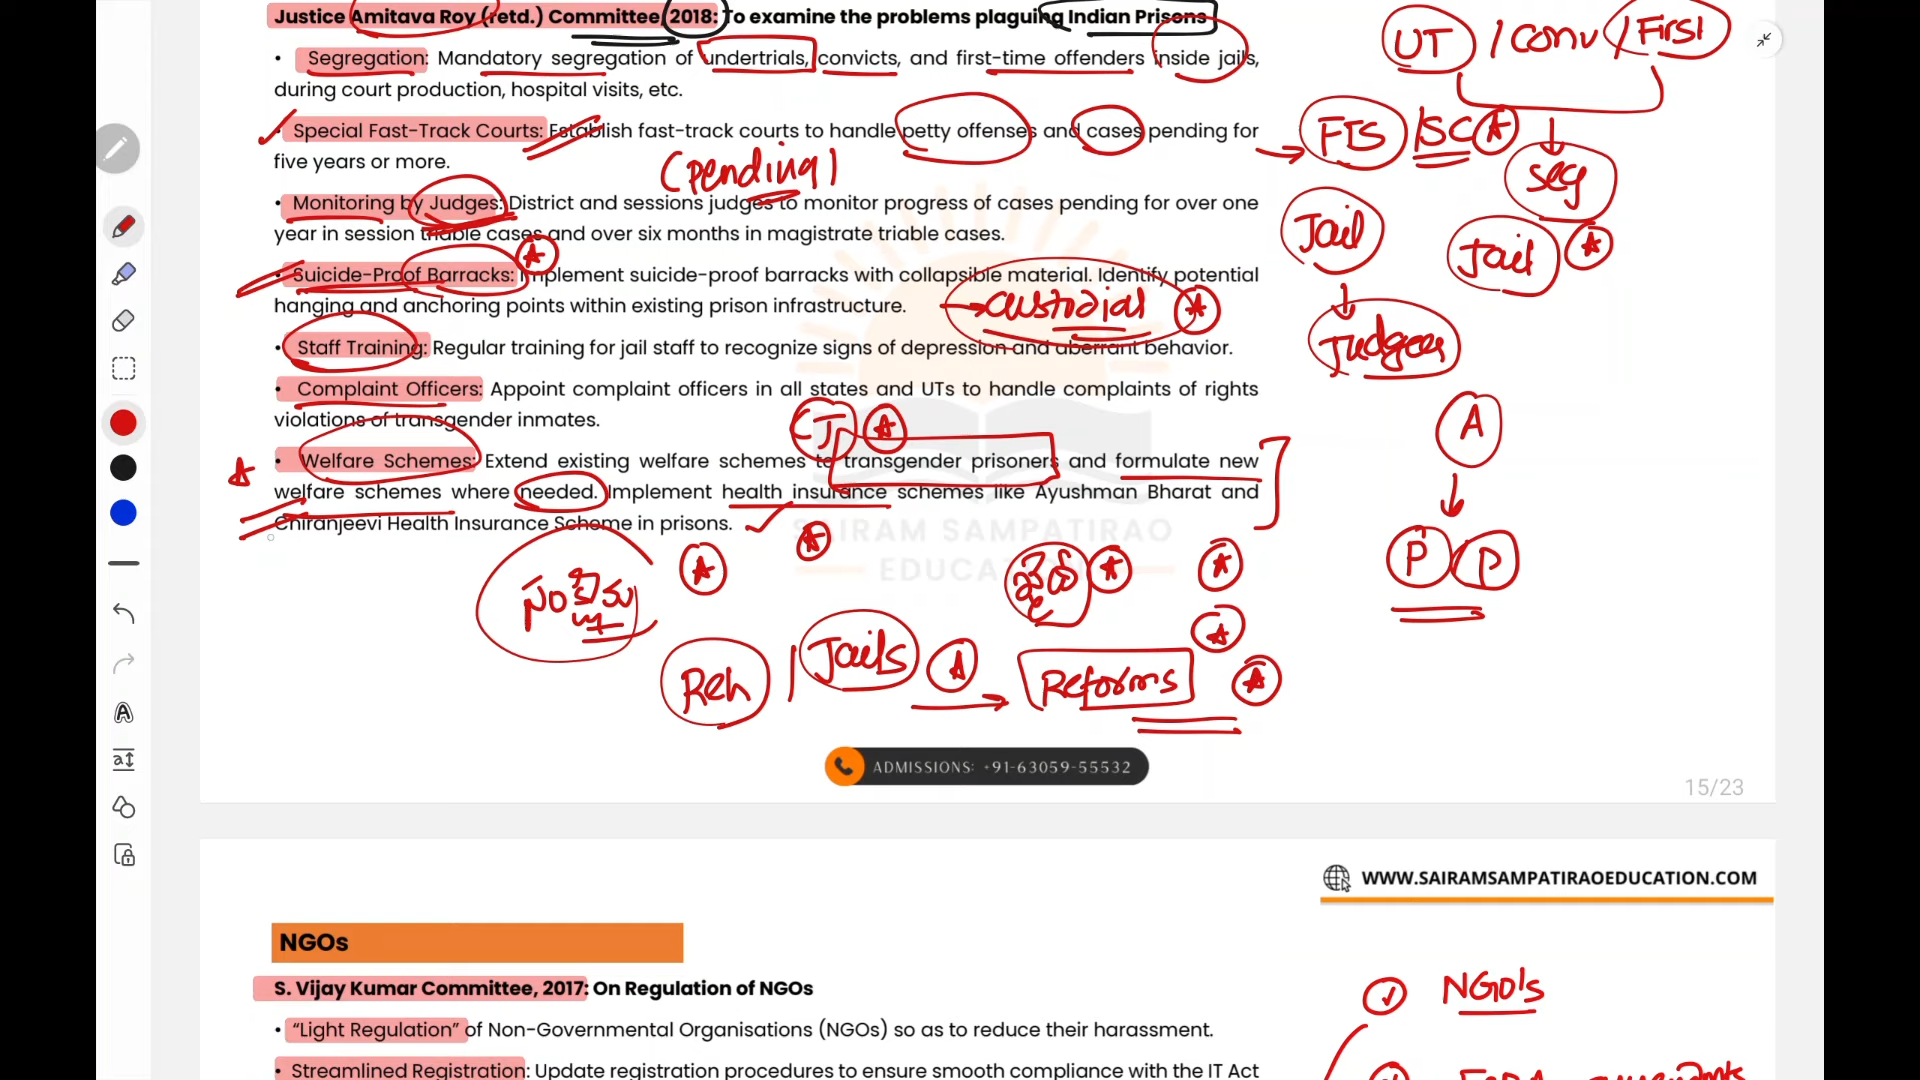 Justice Amitava Roy (retd.) Committee, 2018: To examine the problems plaguing Indian Prisons
UT / Conv / First
• Segregation: Mandatory segregation of undertrials, convicts, and first-time offenders inside jails,
during court production, hospital visits, etc.
• Special Fast-Track Courts: Establish fast-track courts to handle petty offenses and cases pending for
five years or more.
(pending)
FTS / SC
Seg
• Monitoring by Judges: District and sessions judges to monitor progress of cases pending for over one
year in session triable cases and over six months in magistrate triable cases.
Jail
Jail
• Suicide-Proof Barracks: Implement suicide-proof barracks with collapsible material. Identify potential
hanging and anchoring points within existing prison infrastructure.
custodial
Judges
• Staff Training: Regular training for jail staff to recognize signs of depression and aberrant behavior.
• Complaint Officers: Appoint complaint officers in all states and UTs to handle complaints of rights
violations of transgender inmates.
CJ
A
• Welfare Schemes: Extend existing welfare schemes to transgender prisoners and formulate new
welfare schemes where needed. Implement health insurance schemes like Ayushman Bharat and
Chiranjeevi Health Insurance Scheme in prisons.
SAIRAM SAMPATIRAO
EDUCATION
P P
Reh / Jails
Reforms
ADMISSIONS: +91-63059-55532
15/23
WWW.SAIRAMSAMPATIRAOEDUCATION.COM
NGOs
S. Vijay Kumar Committee, 2017: On Regulation of NGOs
NGO's
• "Light Regulation" of Non-Governmental Organisations (NGOs) so as to reduce their harassment.
• Streamlined Registration: Update registration procedures to ensure smooth compliance with the IT Act